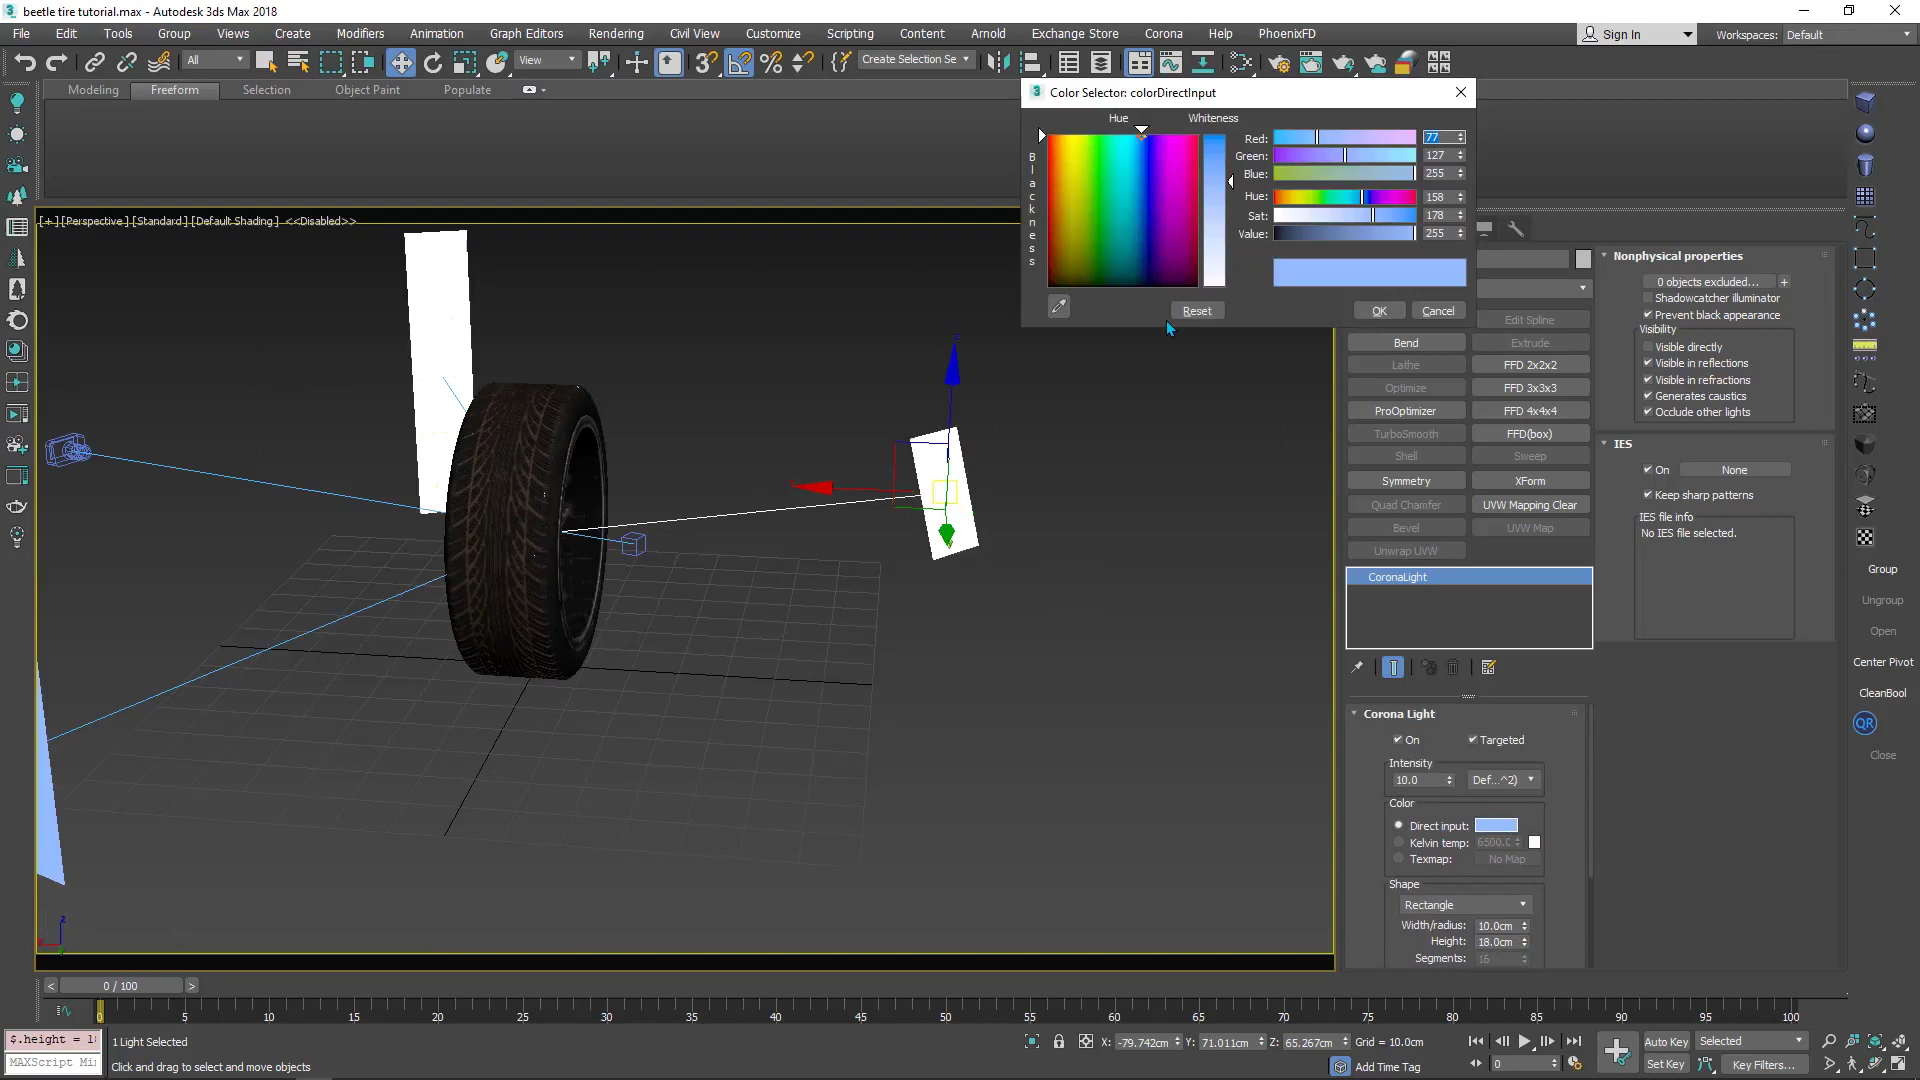 beetle tire tutorial.max - Autodesk 3ds Max 2018
File Edit Tools Group Views Create Modifiers Animation Graph Editors Rendering Civil View Customize Scripting Content Arnold Exchange Store Corona Help PhoenixFD
Sign In
Workspaces: Default
All
View
Create Selection Se
Modeling Freeform Selection Object Paint Populate
Color Selector: colorDirectInput
Hue Whiteness
Blackness
Red: 77
Green: 127
Blue: 255
Hue: 158
Sat: 178
Value: 255
Reset OK Cancel
[+] [Perspective] [Standard] [Default Shading] <<Disabled>>
Edit Spline
Bend Extrude
Lathe FFD 2x2x2
Optimize FFD 3x3x3
ProOptimizer FFD 4x4x4
TurboSmooth FFD(box)
Shell Sweep
Symmetry XForm
Quad Chamfer UVW Mapping Clear
Bevel UVW Map
Unwrap UVW
CoronaLight
Corona Light
On Targeted
Intensity
10.0 Def...^2)
Color
Direct input:
Kelvin temp: 6500.0
Texmap: No Map
Shape
Rectangle
Width/radius: 10.0cm
Height: 18.0cm
Segments: 16
Nonphysical properties
0 objects excluded... +
Shadowcatcher illuminator
Prevent black appearance
Visibility
Visible directly
Visible in reflections
Visible in refractions
Generates caustics
Occlude other lights
IES
On None
Keep sharp patterns
IES file info
No IES file selected.
Group
Ungroup
Open
Center Pivot
CleanBool
QR
Close
< 0 / 100 >
0 5 10 15 20 25 30 35 40 45 50 55 60 65 70 75 80 85 90 95 100
$.height = 1
MAXScript Mi
1 Light Selected
Click and drag to select and move objects
X: -79.742cm Y: 71.011cm Z: 65.267cm Grid = 10.0cm
Add Time Tag
0
Auto Key Selected
Set Key Key Filters...